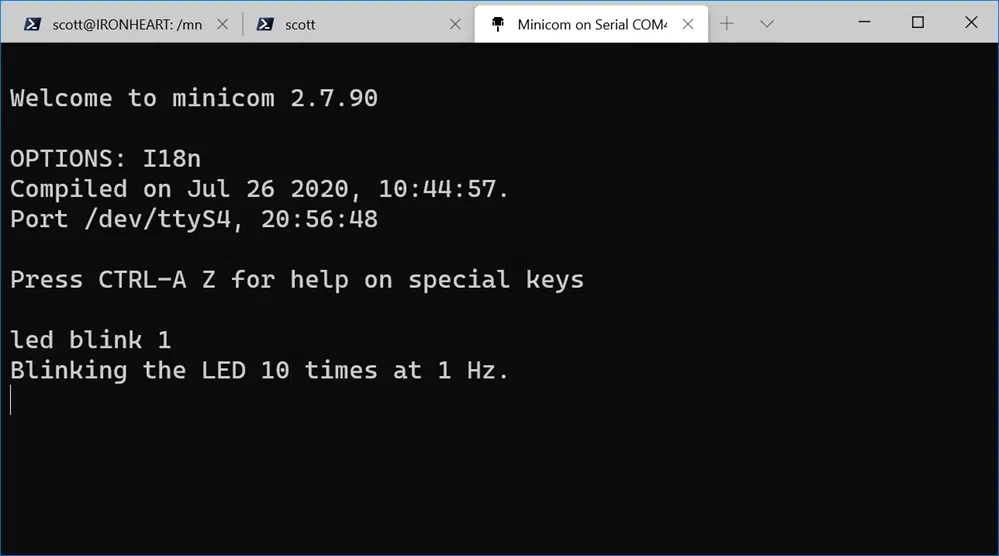 scott@IRONHEART: /mn
scott
Minicom on Serial COM4
Welcome to minicom 2.7.90
OPTIONS: I18n
Compiled on Jul 26 2020, 10:44:57.
Port /dev/ttyS4, 20:56:48
Press CTRL-A Z for help on special keys
led blink 1
Blinking the LED 10 times at 1 Hz.